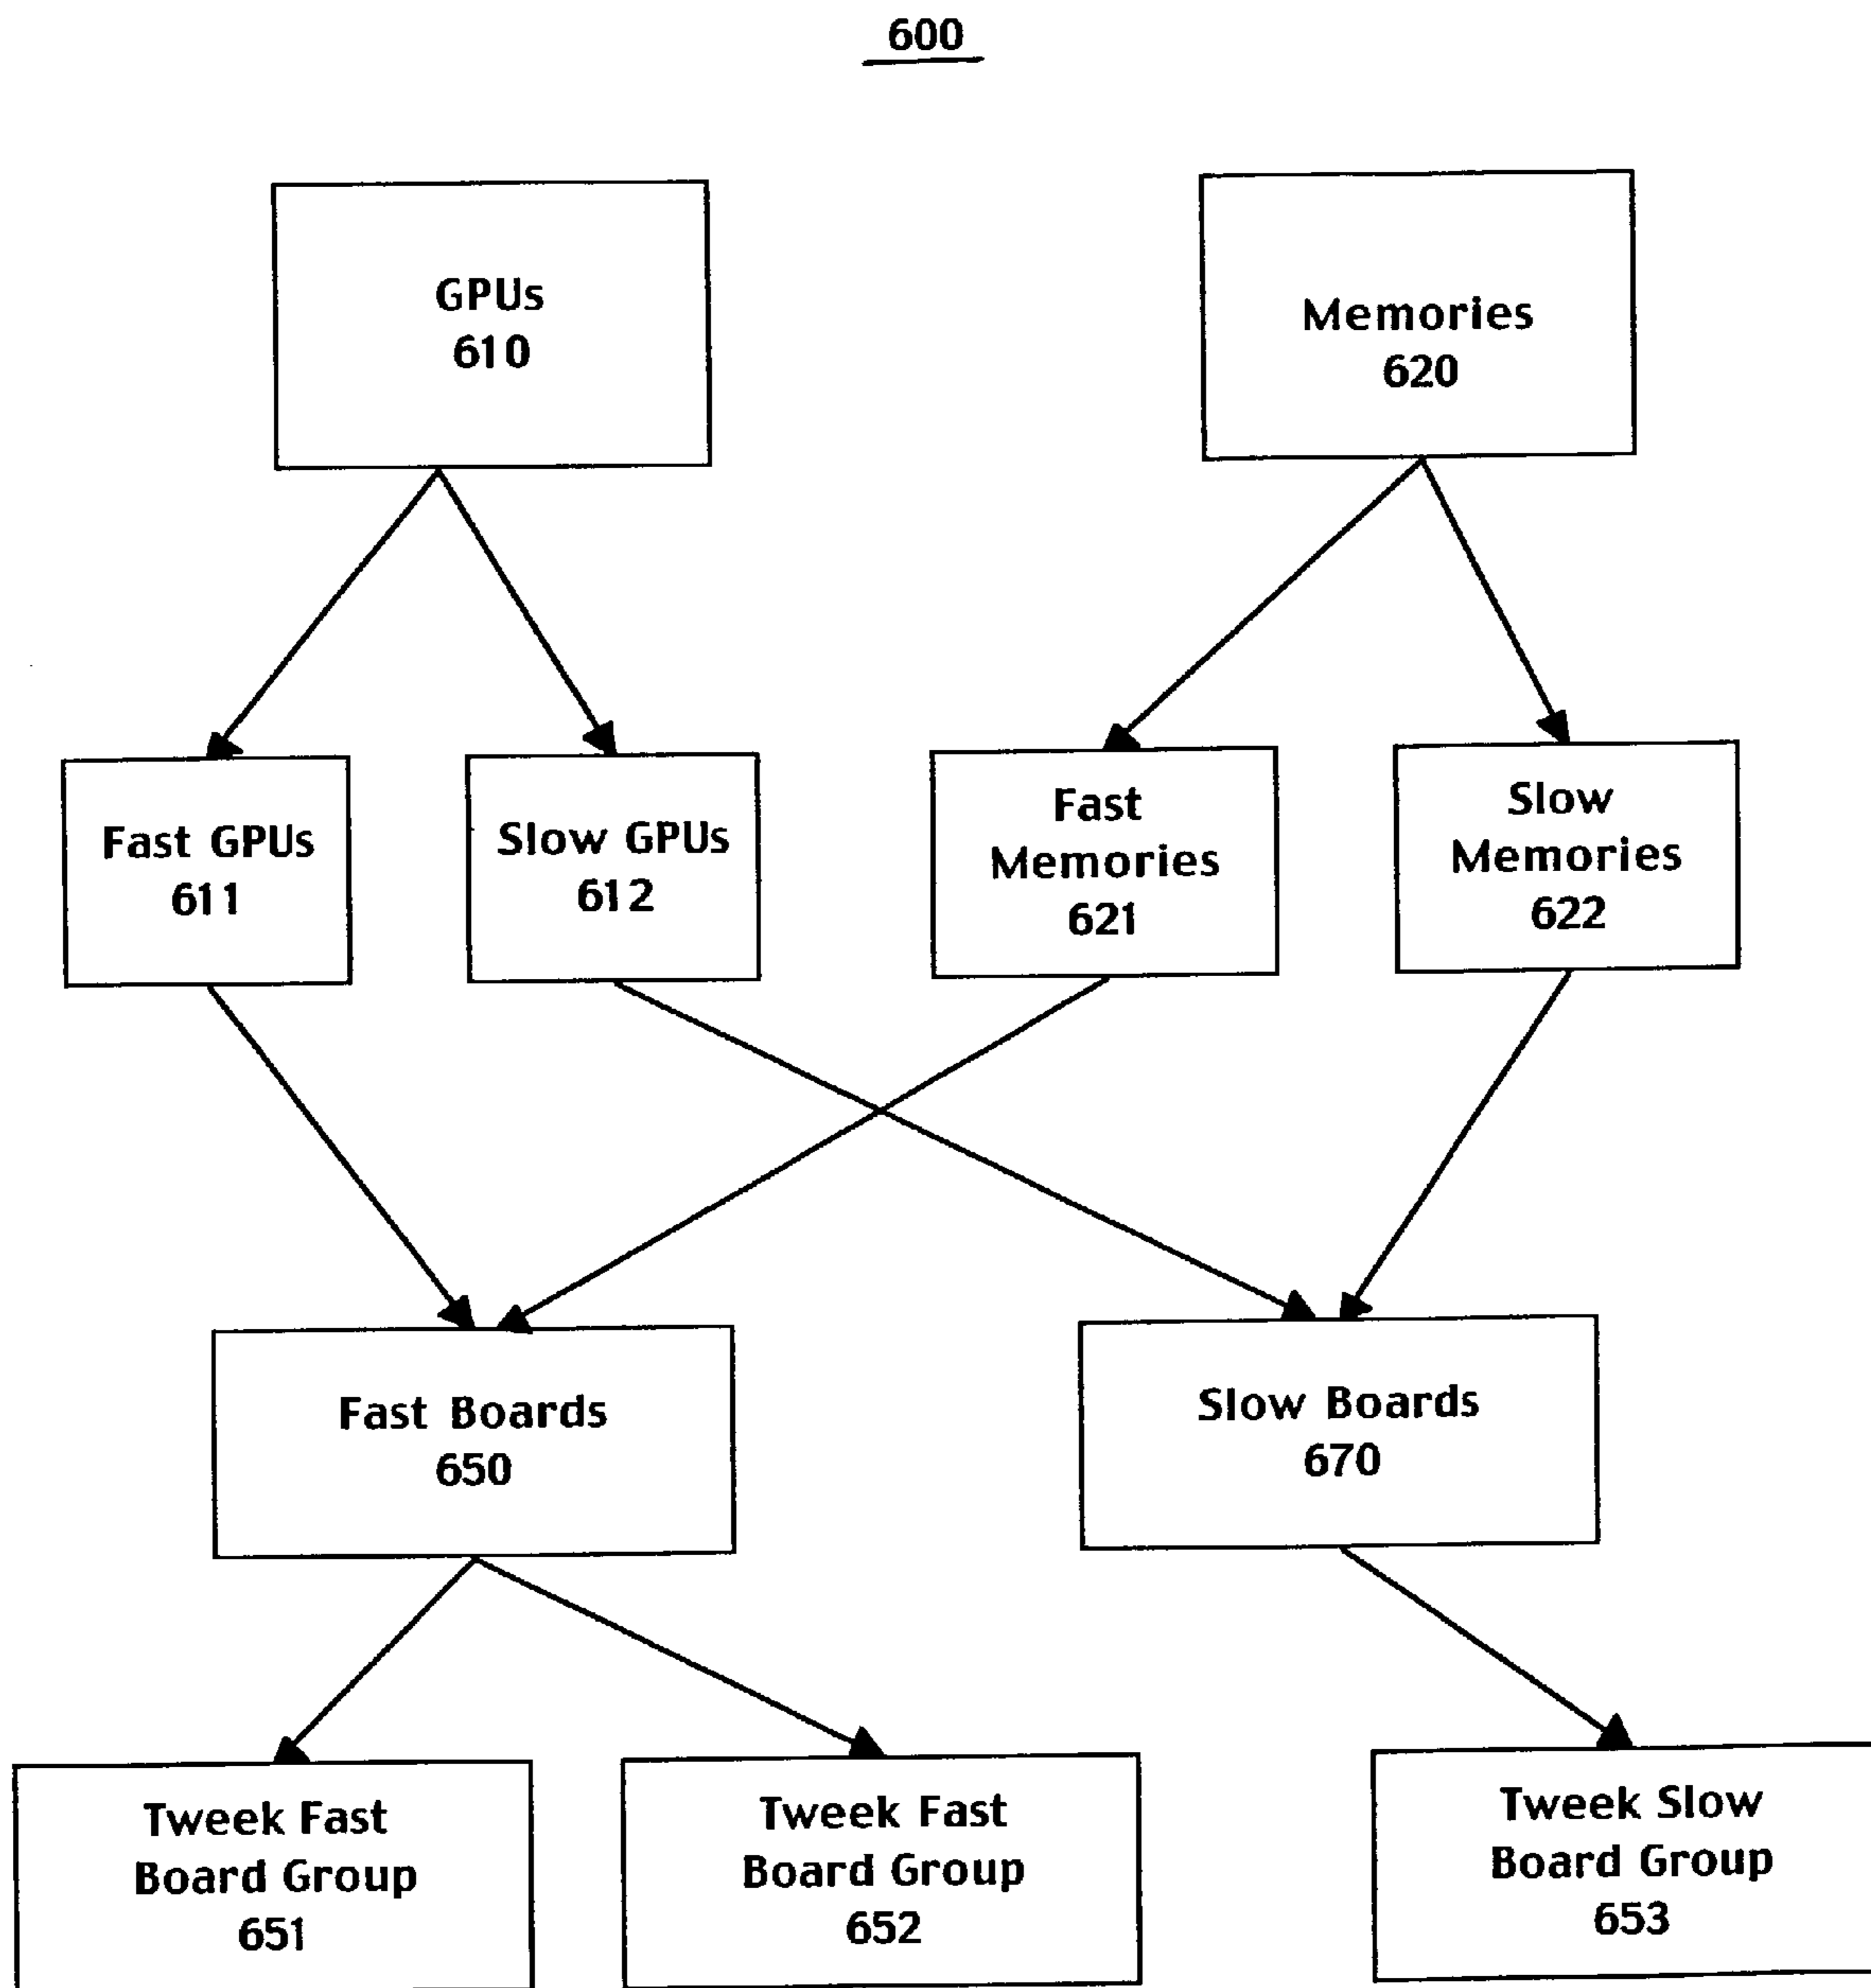 600
GPUs
610
Memories
620
Fast GPUs
611
Slow GPUs
612
Fast
Memories
621
Slow
Memories
622
Fast Boards
650
Slow Boards
670
Tweek Fast
Board Group
651
Tweek Fast
Board Group
652
Tweek Slow
Board Group
653